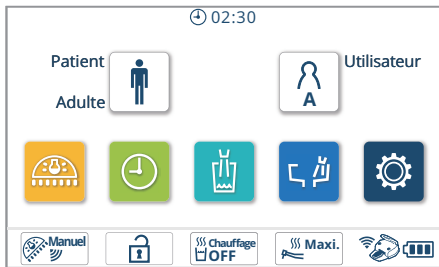 02:30
Patient
Adulte
Utilisateur
A
Manuel
Chauffage
OFF
Maxi.